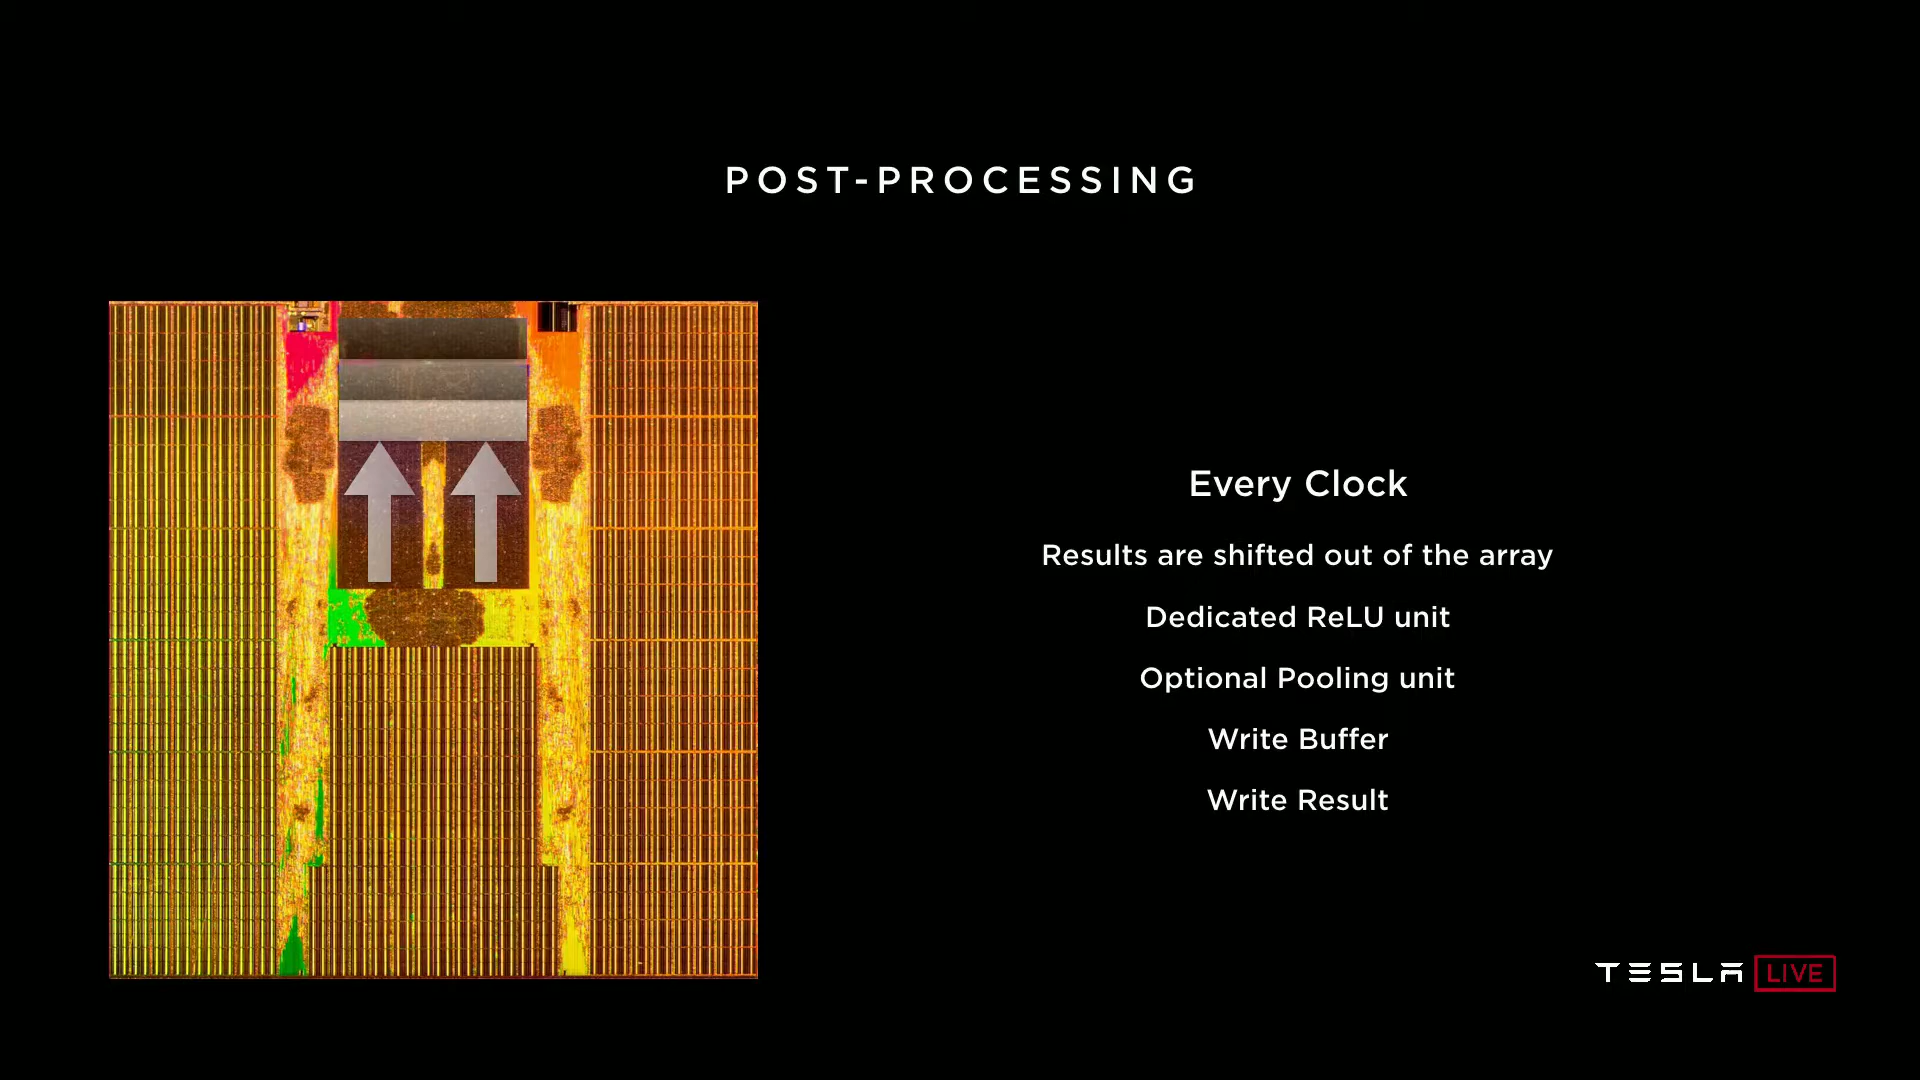 POST-PROCESSING
Every Clock
Results are shifted out of the array
Dedicated ReLU unit
Optional Pooling unit
Write Buffer
Write Result
TESLA LIVE